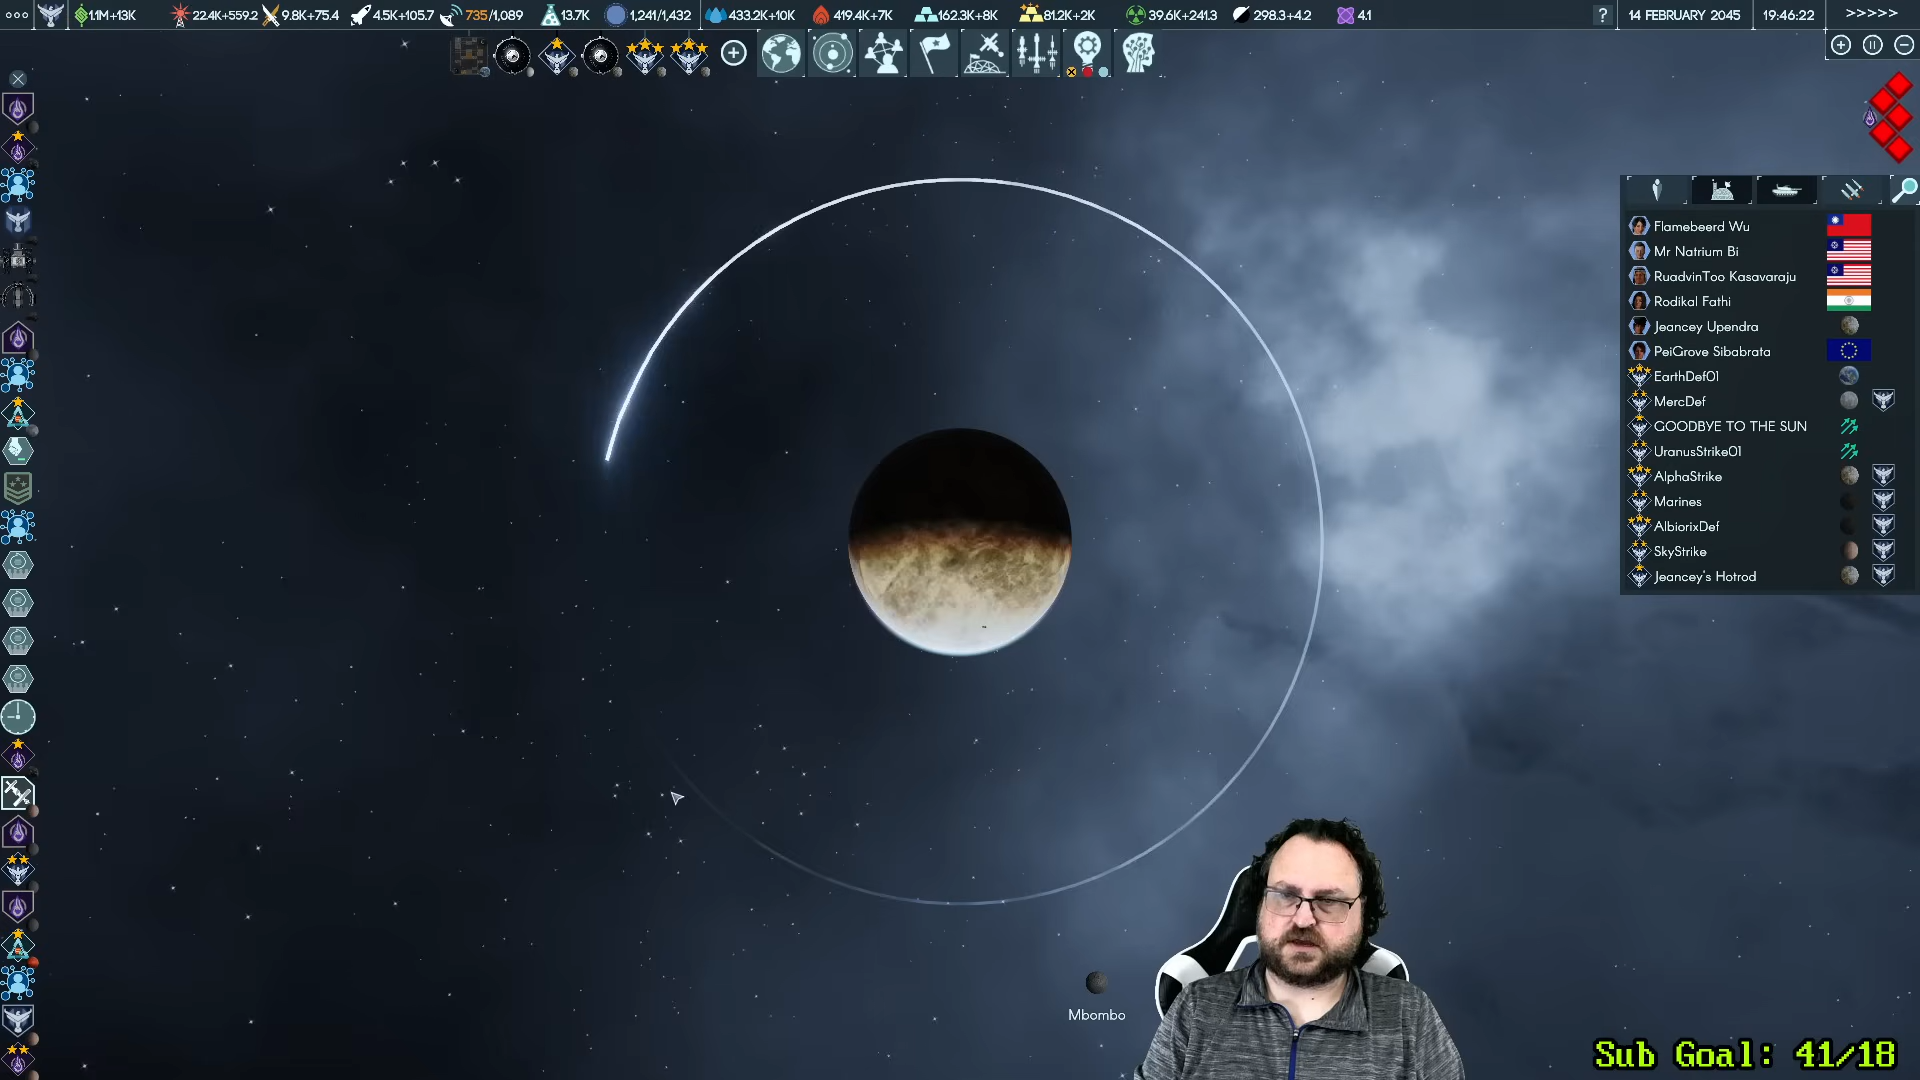 1.1M+13K 22.4K+559.2 9.8K+75.4 4.5K+105.7 735/1,089 13.7K 1,241/1,432 433.2K+10K 419.4K+7K 162.3K+8K 81.2K+2K 39.6K+241.3 298.3+4.2 4.1 ? 14 FEBRUARY 2045 19:46:22 >>>>>
Flamebeerd Wu
Mr Natrium Bi
RuadvinToo Kasavaraju
Rodikal Fathi
Jeancey Upendra
PeiGrove Sibabrata
EarthDef01
MercDef
GOODBYE TO THE SUN
UranusStrike01
AlphaStrike
Marines
AlbiorixDef
SkyStrike
Jeancey's Hotrod
Mbombo
Sub Goal: 41/18